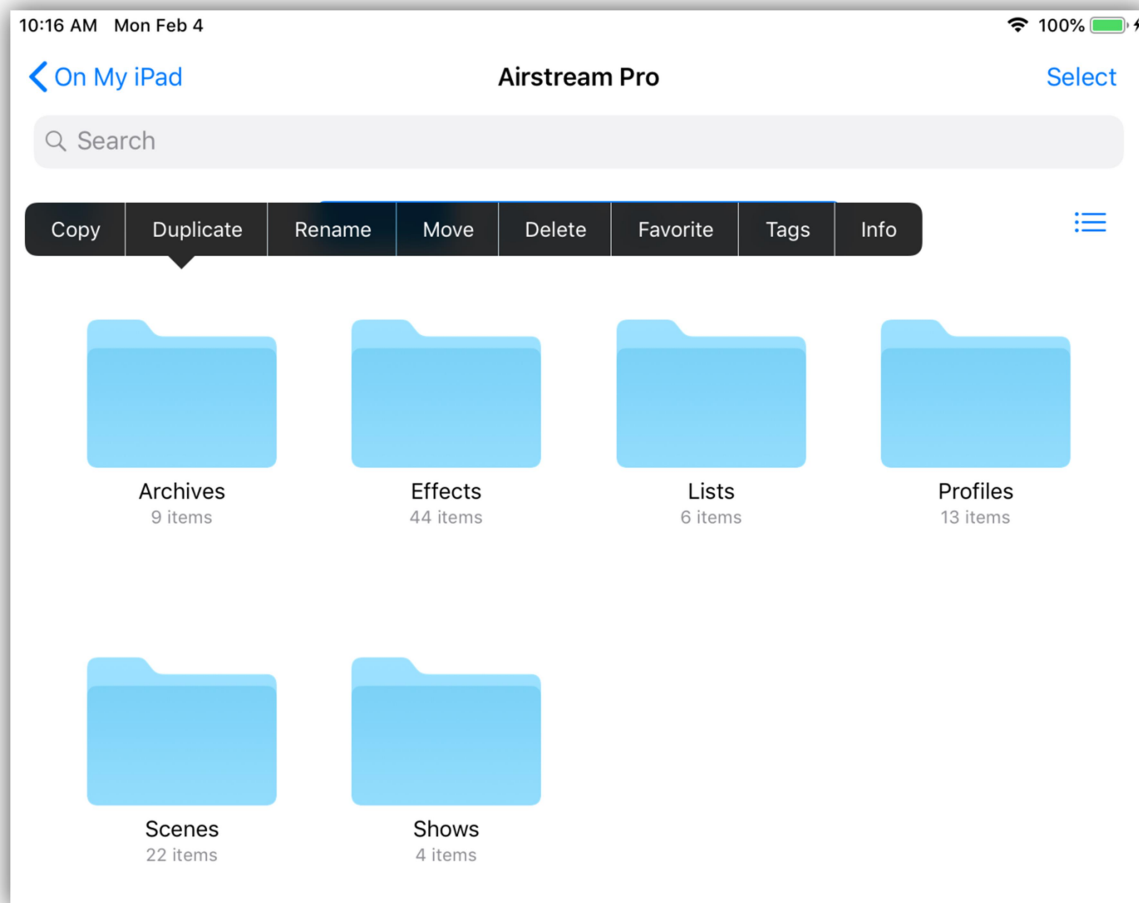 10:16 AM Mon Feb 4 100%
On My iPad Airstream Pro Select
Search
Copy Duplicate Rename Move Delete Favorite Tags Info
Archives Effects Lists Profiles
9 items 44 items 6 items 13 items
Scenes Shows
22 items 4 items